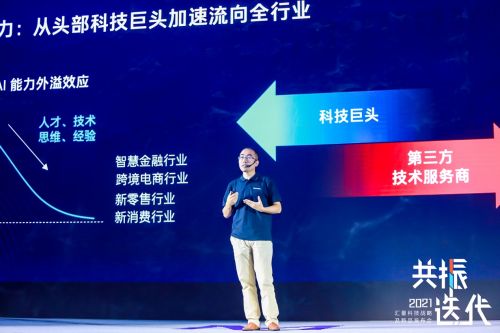 力：从头部科技巨头加速流向全行业
AI 能力外溢效应
人才、技术
思维、经验
智慧金融行业
跨境电商行业
新零售行业
新消费行业
科技巨头
第三方
技术服务商
共振
迭代
2021
汇量科技战略
及新品发布会